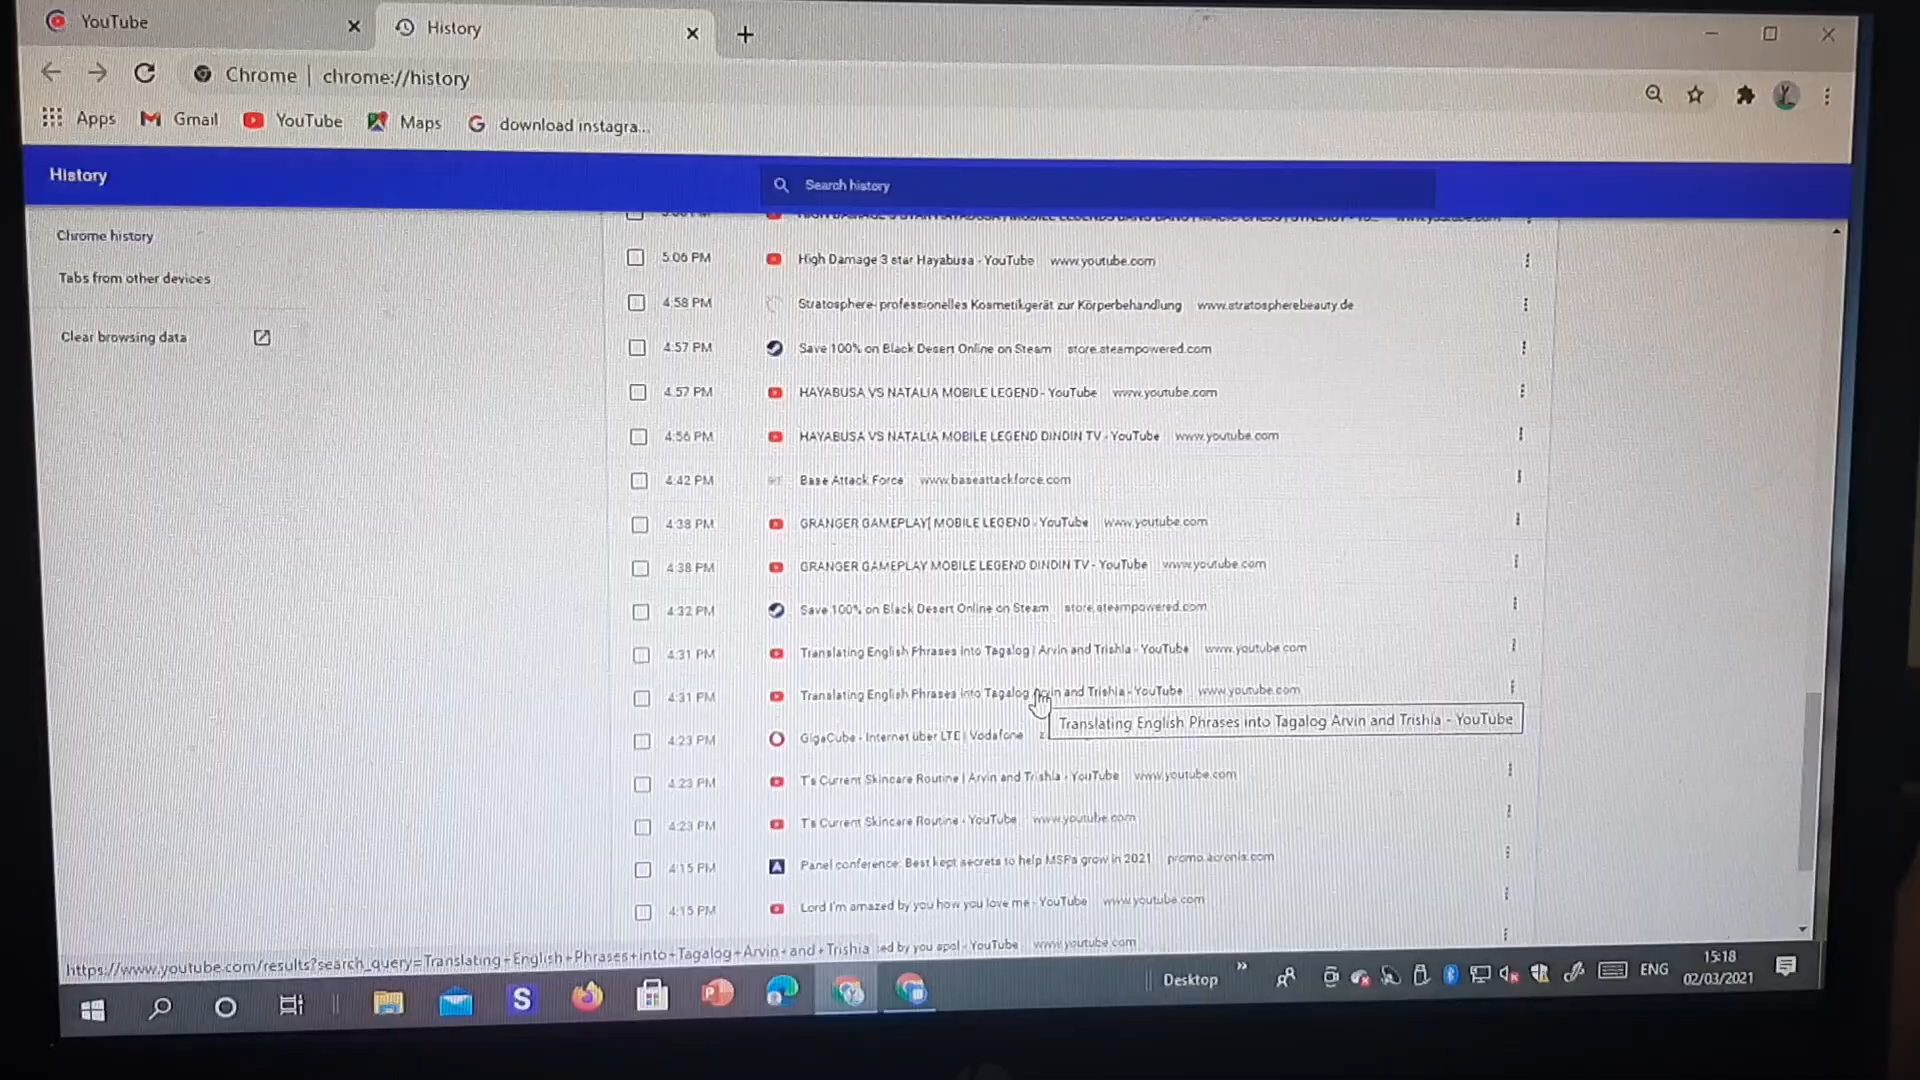 YouTube
History
Chrome | chrome://history
Apps
Gmail
YouTube
Maps
download instagra...
History
Search history
Chrome history
Tabs from other devices
Clear browsing data
5:06 PM High Damage 3 star Hayabusa - YouTube www.youtube.com
4:58 PM Stratosphere- professionelles Kosmetikgerät zur Körperbehandlung www.stratospherebeauty.de
4:57 PM Save 100% on Black Desert Online on Steam store.steampowered.com
4:57 PM HAYABUSA VS NATALIA MOBILE LEGEND - YouTube www.youtube.com
4:56 PM HAYABUSA VS NATALIA MOBILE LEGEND DINDIN TV - YouTube www.youtube.com
4:42 PM Base Attack Force www.baseattackforce.com
4:38 PM GRANGER GAMEPLAY[ MOBILE LEGEND - YouTube www.youtube.com
4:38 PM GRANGER GAMEPLAY MOBILE LEGEND DINDIN TV - YouTube www.youtube.com
4:32 PM Save 100% on Black Desert Online on Steam store.steampowered.com
4:31 PM Translating English Phrases into Tagalog | Arvin and Trishia - YouTube www.youtube.com
4:31 PM Translating English Phrases into Tagalog Arvin and Trishia - YouTube www.youtube.com
Translating English Phrases into Tagalog Arvin and Trishia - YouTube
4:23 PM GigaCube - Internet über LTE | Vodafone
4:23 PM T's Current Skincare Routine | Arvin and Trishia - YouTube www.youtube.com
4:23 PM T's Current Skincare Routine - YouTube www.youtube.com
4:15 PM Panel conference: Best kept secrets to help MSPs grow in 2021 promo.acronis.com
4:15 PM Lord I'm amazed by you how you love me - YouTube www.youtube.com
ed by you apol - YouTube www.youtube.com
https://www.youtube.com/results?search_query=Translating+English+Phrases+into+Tagalog+Arvin+and+Trishia
Desktop
ENG
15:18
02/03/2021